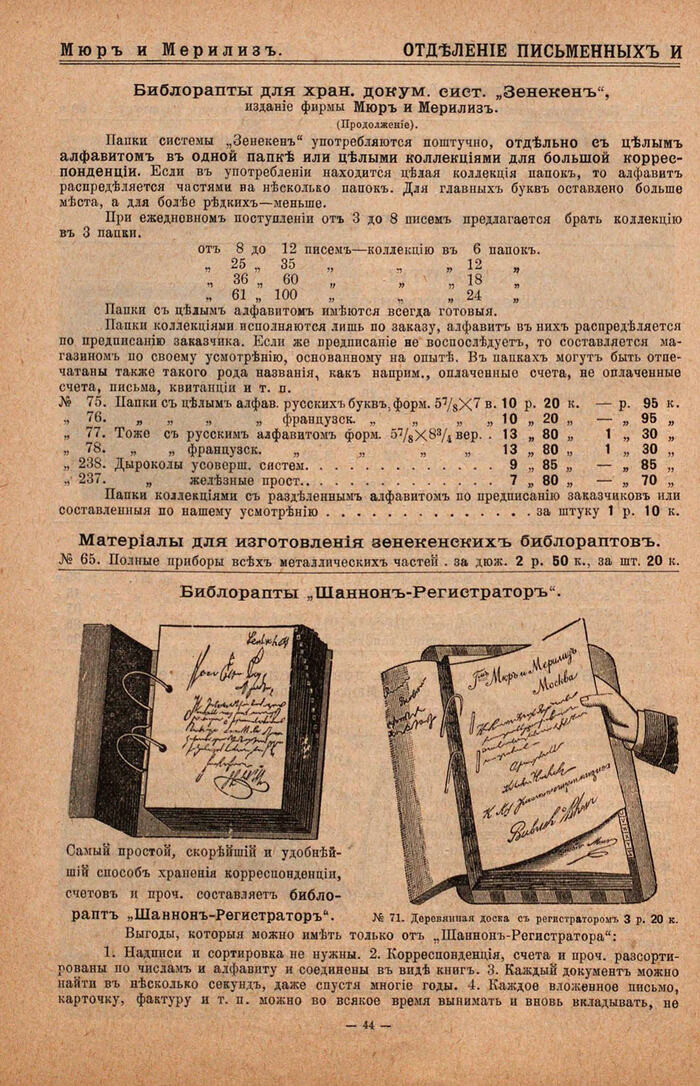 Мюръ и Мерилизъ. ОТДѢЛЕНІЕ ПИСЬМЕННЫХЪ И
Библорапты для хран. докум. сист. „Зенекенъ“,
изданіе фирмы Мюръ и Мерилизъ.
(Продолженіе).
Папки системы „Зенекенъ“ употребляются поштучно, отдѣльно съ цѣлымъ
алфавитомъ въ одной папкѣ или цѣлыми коллекціями для большой коррес-
понденціи. Если въ употребленіи находится цѣлая коллекція папокъ, то алфавитъ
распредѣляется частями на нѣсколько папокъ. Для главныхъ буквъ оставлено больше
мѣста, а для болѣе рѣдкихъ—меньше.
При ежедневномъ поступленіи отъ 3 до 8 писемъ предлагается брать коллекцію
въ 3 папки.
отъ 8 до 12 писемъ—коллекцію въ 6 папокъ.
„ 25 „ 35 „ „ „ 12 „
„ 36 „ 60 „ „ „ 18 „
„ 61 „ 100 „ „ „ 24 „
Папки съ цѣлымъ алфавитомъ имѣются всегда готовыя.
Папки коллекціями исполняются лишь по заказу, алфавитъ въ нихъ распредѣляется
по предписанію заказчика. Если же предписаніе не воспослѣдуетъ, то составляется ма-
газиномъ по своему усмотрѣнію, основанному на опытѣ. Въ папкахъ могутъ быть отпе-
чатаны также такого рода названія, какъ наприм., оплаченные счета, не оплаченные
счета, письма, квитанціи и т. п.
№ 75. Папки съ цѣлымъ алфав. русскихъ буквъ, форм. 5⁷/₈×7 в. 10 р. 20 к. — р. 95 к.
„ 76. „ „ „ „ французск. „ „ „ 10 „ 20 „ — „ 95 „
„ 77. Тоже съ русскимъ алфавитомъ форм. 5⁷/₈×8³/₄ вер. . 13 „ 80 „ 1 „ 30 „
„ 78. „ „ французск. „ „ „ „ 13 „ 80 „ 1 „ 30 „
„ 238. Дыроколы усоверш. систем. . . . . . . . . . . . 9 „ 85 „ — „ 85 „
„ 237. „ желѣзные прост. . . . . . . . . . . . 7 „ 80 „ — „ 70 „
Папки коллекціями съ раздѣленнымъ алфавитомъ по предписанію заказчиковъ или
составленныя по нашему усмотрѣнію . . . . . . . . . . . . . за штуку 1 р. 10 к.
Матеріалы для изготовленія зенекенскихъ библораптовъ.
№ 65. Полные приборы всѣхъ металлическихъ частей . за дюж. 2 р. 50 к., за шт. 20 к.
Библорапты „Шаннонъ-Регистраторъ“.
Гг. Мюръ и Мерилизъ
Москва
Самый простой, скорѣйшій и удобнѣй-
шій способъ храненія корреспонденціи,
счетовъ и проч. составляетъ библо-
раптъ „Шаннонъ-Регистраторъ“.
№ 71. Деревянная доска съ регистраторомъ 3 р. 20 к.
Выгоды, которыя можно имѣть только отъ „Шаннонъ-Регистратора“:
1. Надписи и сортировка не нужны. 2. Корреспонденція, счета и проч. разсорти-
рованы по числамъ и алфавиту и соединены въ видѣ книгъ. 3. Каждый документъ можно
найти въ нѣсколько секундъ, даже спустя многіе годы. 4. Каждое вложенное письмо,
карточку, фактуру и т. п. можно во всякое время вынимать и вновь вкладывать, не
— 44 —